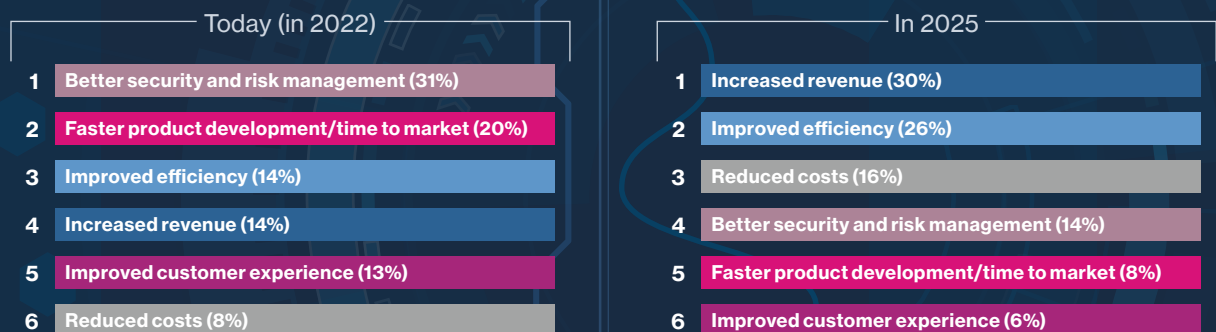 Today (in 2022)
1 Better security and risk management (31%)
2 Faster product development/time to market (20%)
3 Improved efficiency (14%)
4 Increased revenue (14%)
5 Improved customer experience (13%)
6 Reduced costs (8%)
In 2025
1 Increased revenue (30%)
2 Improved efficiency (26%)
3 Reduced costs (16%)
4 Better security and risk management (14%)
5 Faster product development/time to market (8%)
6 Improved customer experience (6%)